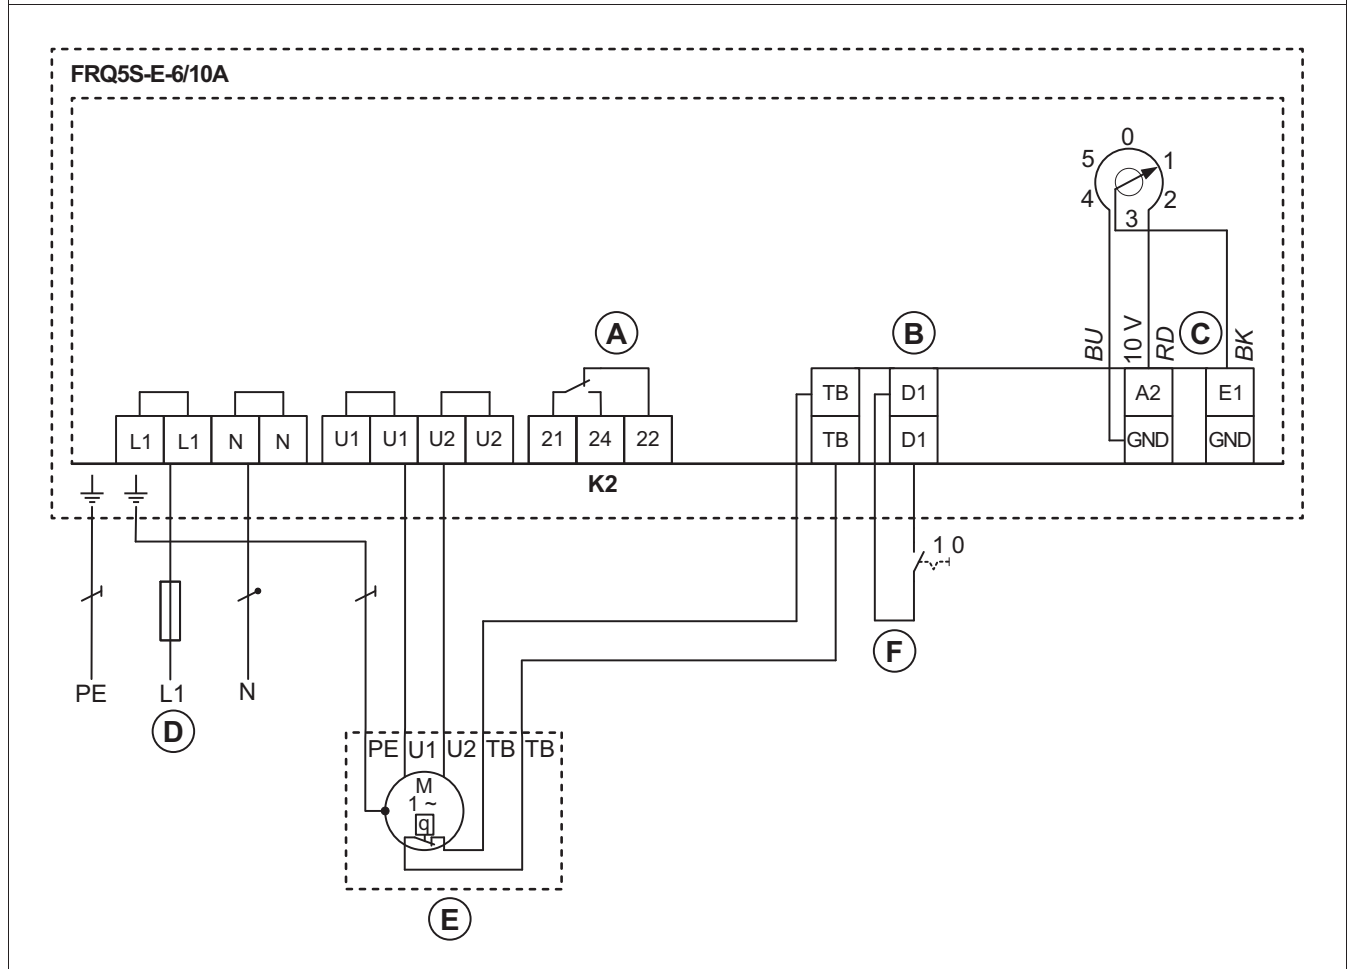 FRQ5S-E-6/10A
0
5 1
4 2
3
A B C
BU 10 V RD BK
TB D1 A2 E1
L1 L1 N N U1 U1 U2 U2 21 24 22 TB D1 GND GND
K2
1 0
F
PE L1 N
D
PE U1 U2 TB TB
M
1 ~
q
E